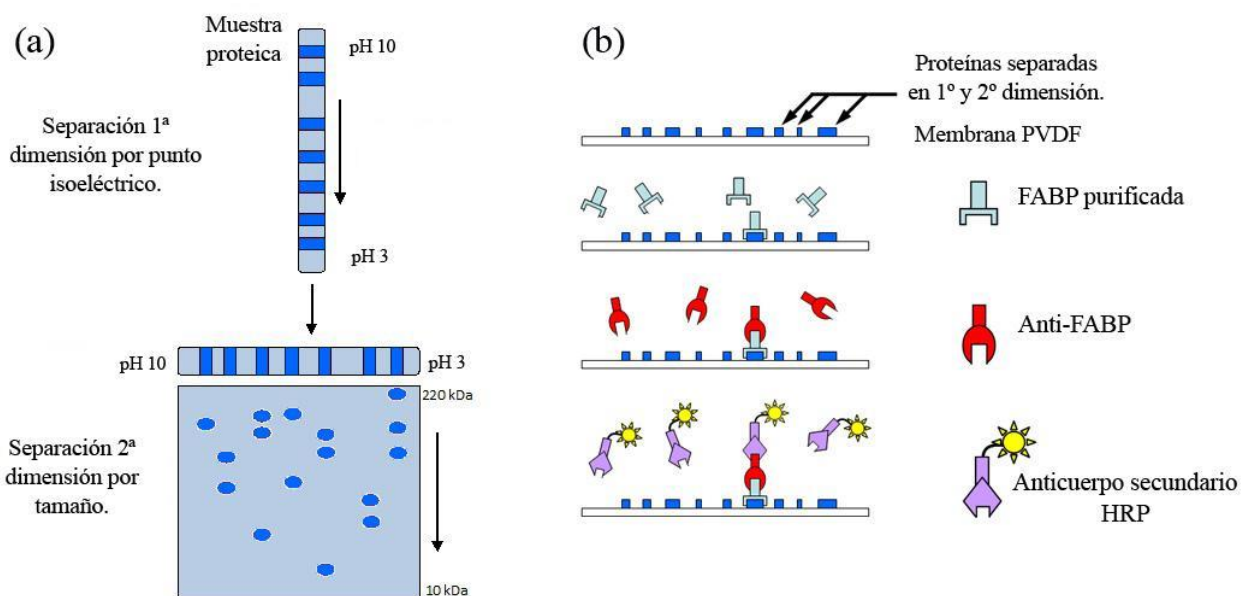 (a)
Muestra
proteica
pH 10
Separación 1ª
dimensión por punto
isoeléctrico.
pH 3
pH 10
pH 3
220 kDa
Separación 2ª
dimensión por
tamaño.
10 kDa
(b)
Proteínas separadas
en 1º y 2º dimensión.
Membrana PVDF
FABP purificada
Anti-FABP
Anticuerpo secundario
HRP